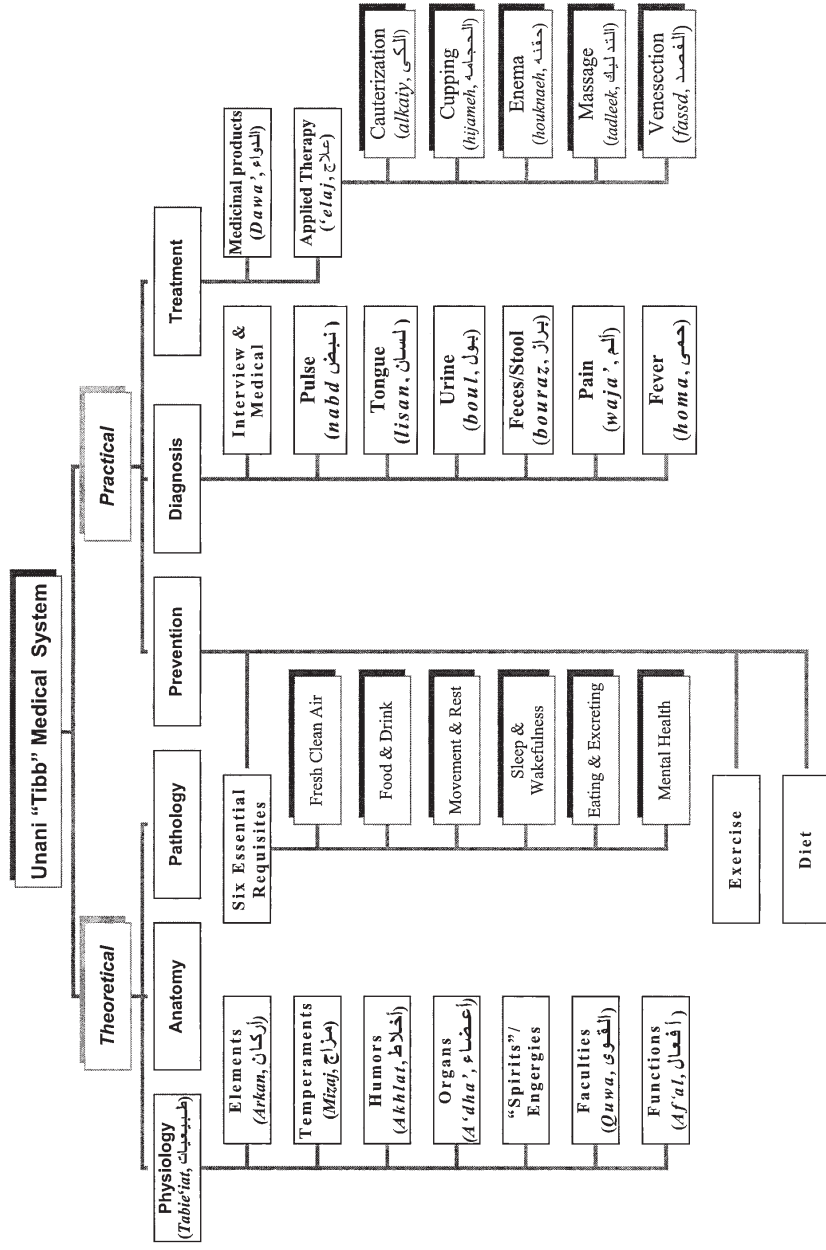 Unani “Tibb” Medical System
Theoretical
Practical
Physiology
(Tabie‘iat, طبيعيات)
Anatomy
Pathology
Prevention
Diagnosis
Treatment
Elements
(Arkan, أركان)
Temperaments
(Mizaj, مزاج)
Humors
(Akhlat, أخلاط)
Organs
(A‘dha’, أعضاء)
“Spirits”/
Engergies
Faculties
(Quwa, القوى)
Functions
(Af‘al, أفعال)
Six Essential
Requisites
Fresh Clean Air
Food & Drink
Movement & Rest
Sleep &
Wakefulness
Eating & Excreting
Mental Health
Exercise
Diet
Interview &
Medical
Pulse
(nabd نبض)
Tongue
(lisan, لسان)
Urine
(boul, بول)
Feces/Stool
(bouraz, براز)
Pain
(waja’, الم)
Fever
(homa, حمى)
Medicinal products
(Dawa’, الدواء)
Applied Therapy
(‘elaj, علاج)
Cauterization
(alkaiy, الكى)
Cupping
(hijameh, الحجامه)
Enema
(houknaeh, حقنه)
Massage
(tadleek, التدليك)
Venesection
(fassd, الفصد)